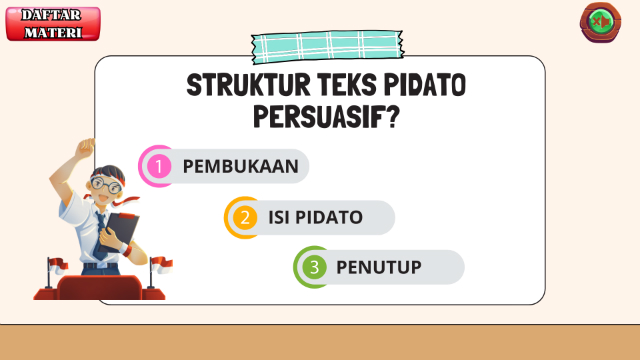 DAFTAR
MATERI
STRUKTUR TEKS PIDATO
PERSUASIF?
1 PEMBUKAAN
2 ISI PIDATO
3 PENUTUP